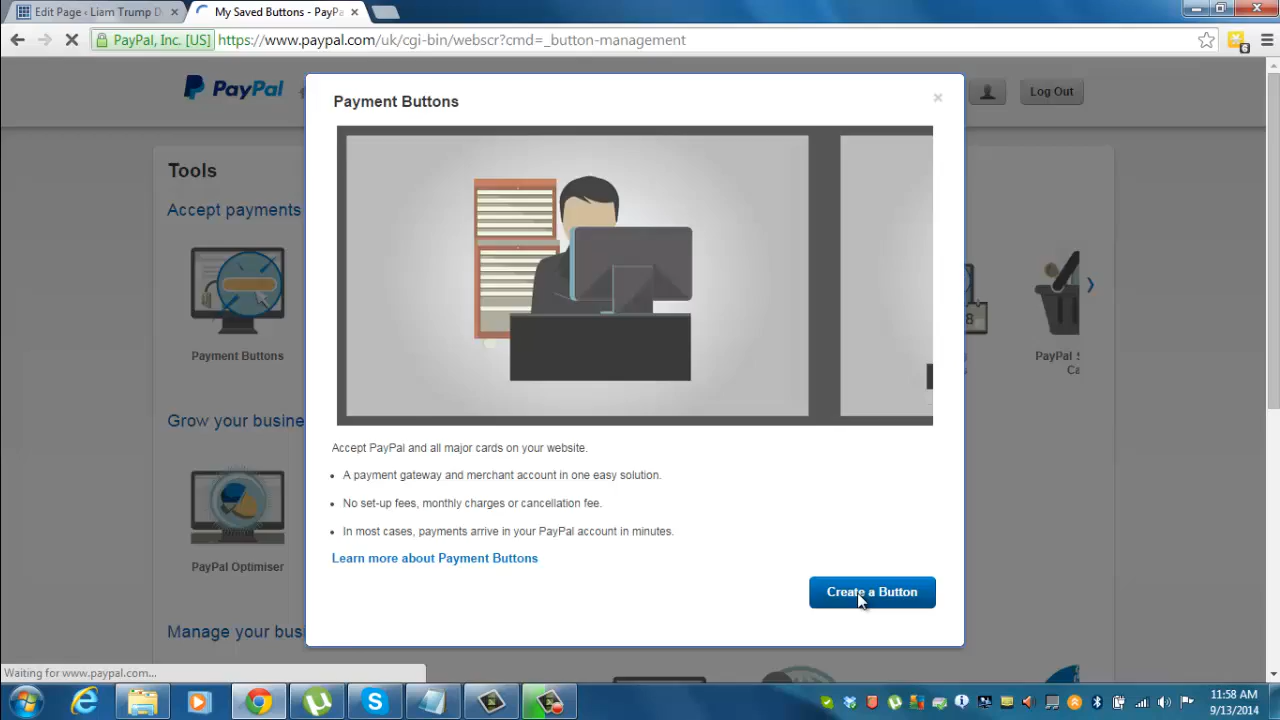 Edit Page ‹ Liam Trump D
My Saved Buttons - PayPa
PayPal, Inc. [US]
https://www.paypal.com/uk/cgi-bin/webscr?cmd=_button-management
6
PayPal
Log Out
Payment Buttons
Tools
Accept payments
8
Payment Buttons
PayPal S
Ca
Grow your busine
Accept PayPal and all major cards on your website.
A payment gateway and merchant account in one easy solution.
No set-up fees, monthly charges or cancellation fee.
In most cases, payments arrive in your PayPal account in minutes.
Learn more about Payment Buttons
PayPal Optimiser
Create a Button
Manage your busi
Waiting for www.paypal.com...
11:58 AM
9/13/2014